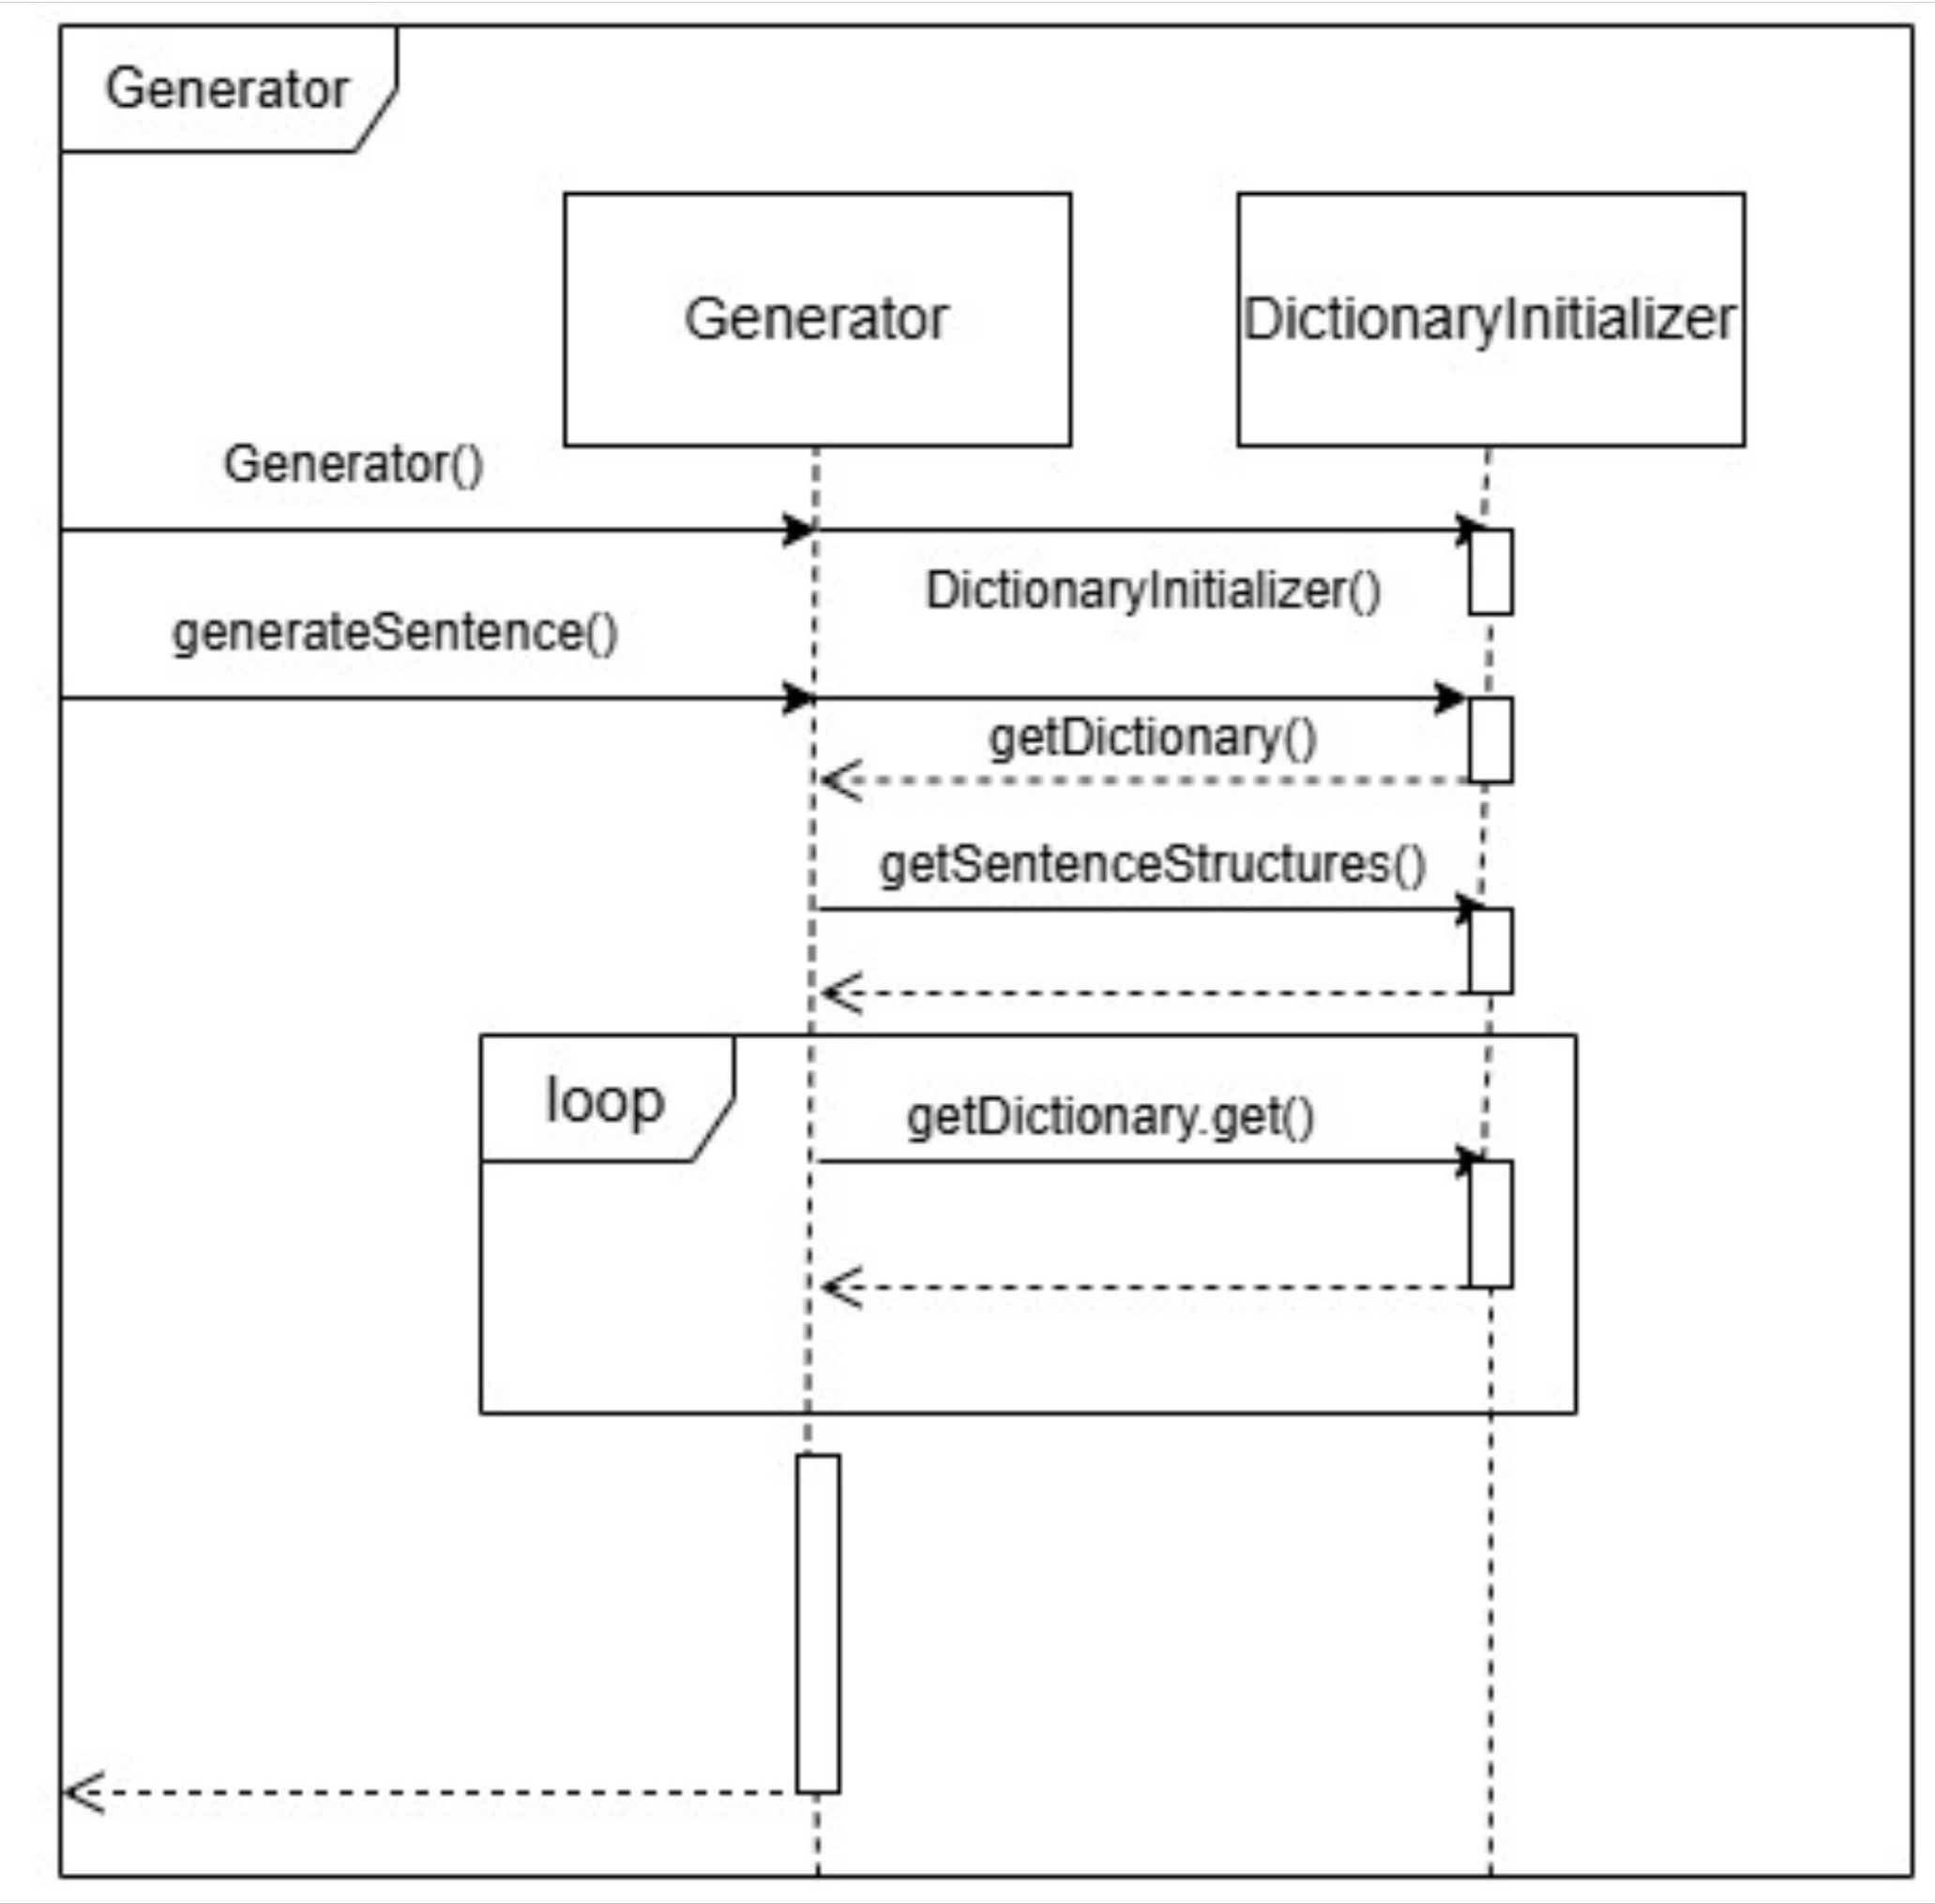 Generator
Generator
DictionaryInitializer
Generator()
DictionaryInitializer()
generateSentence()
getDictionary()
getSentenceStructures()
loop
getDictionary.get()